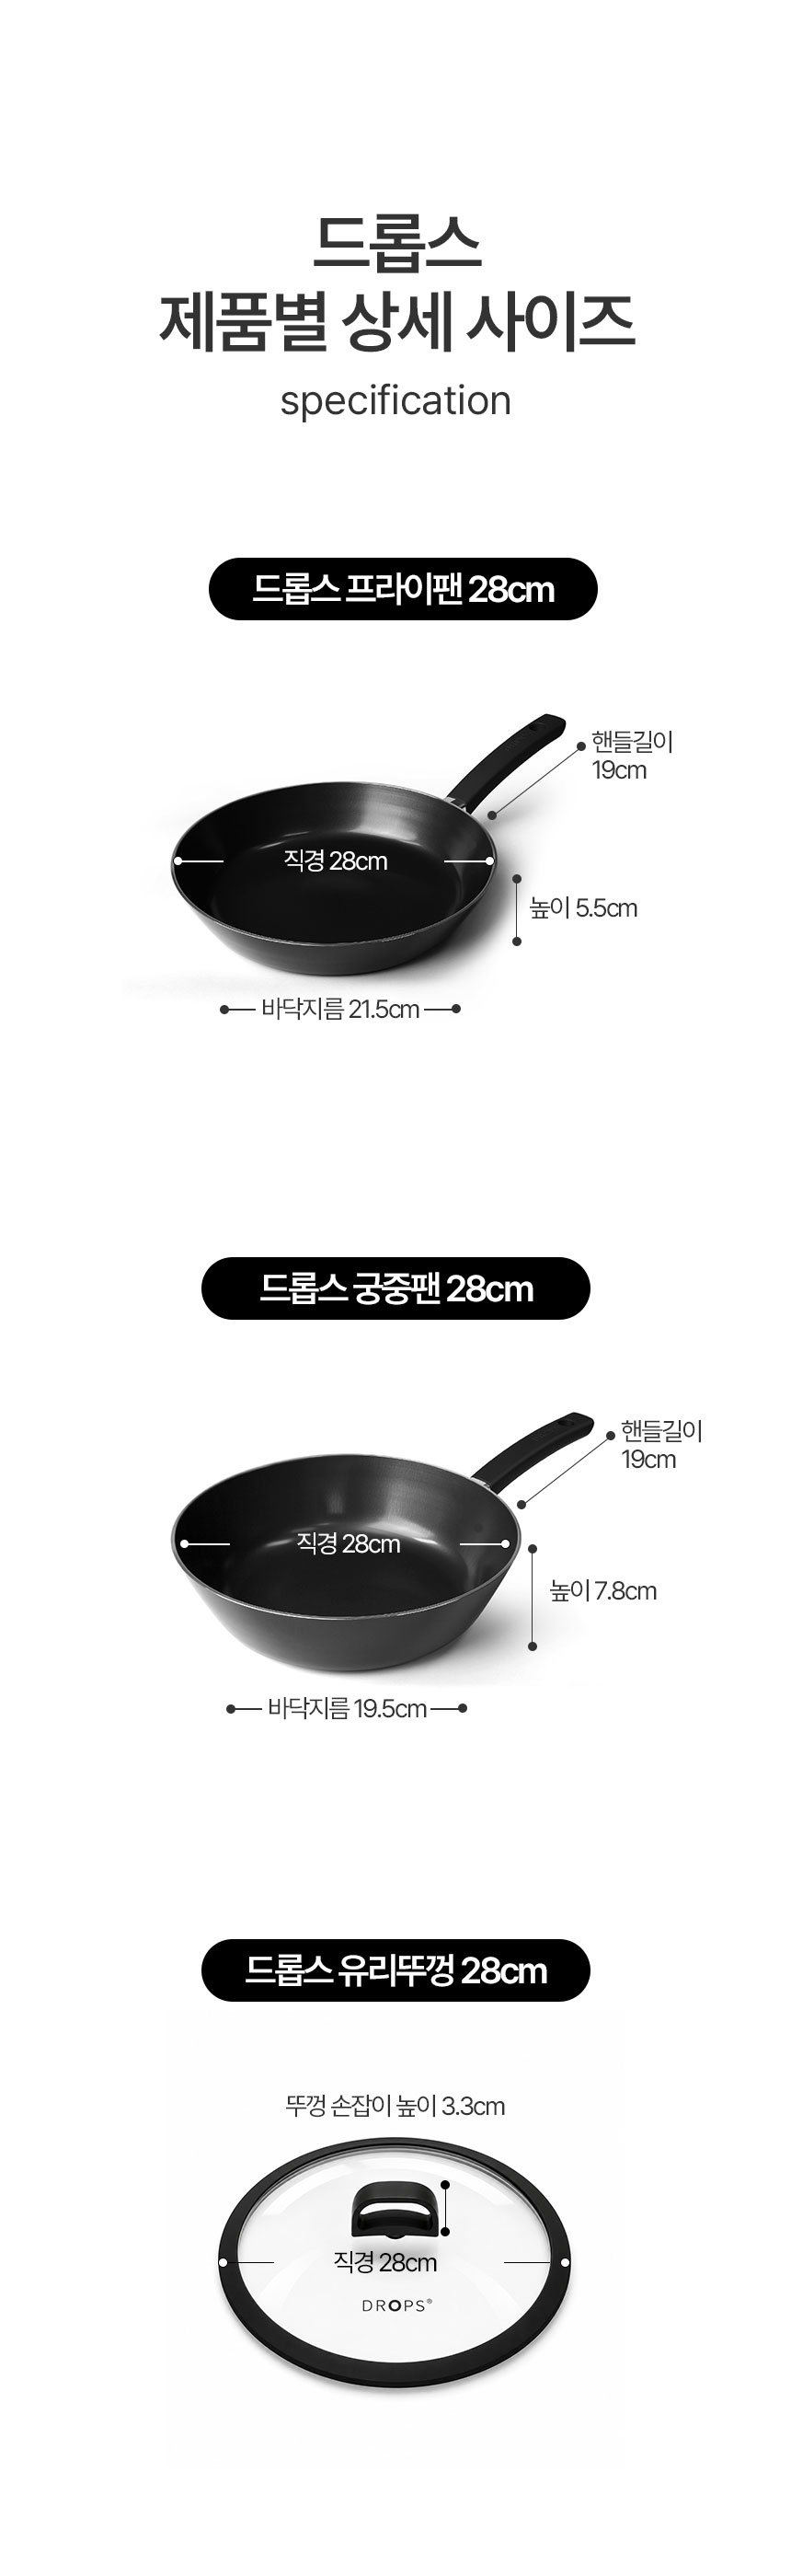 드롭스
제품별 상세 사이즈
specification
드롭스 프라이팬 28cm
핸들길이
19cm
직경 28cm
높이 5.5cm
바닥지름 21.5cm
드롭스 궁중팬 28cm
핸들길이
19cm
직경 28cm
높이 7.8cm
바닥지름 19.5cm
드롭스 유리뚜껑 28cm
뚜껑 손잡이 높이 3.3cm
직경 28cm
DROPS®